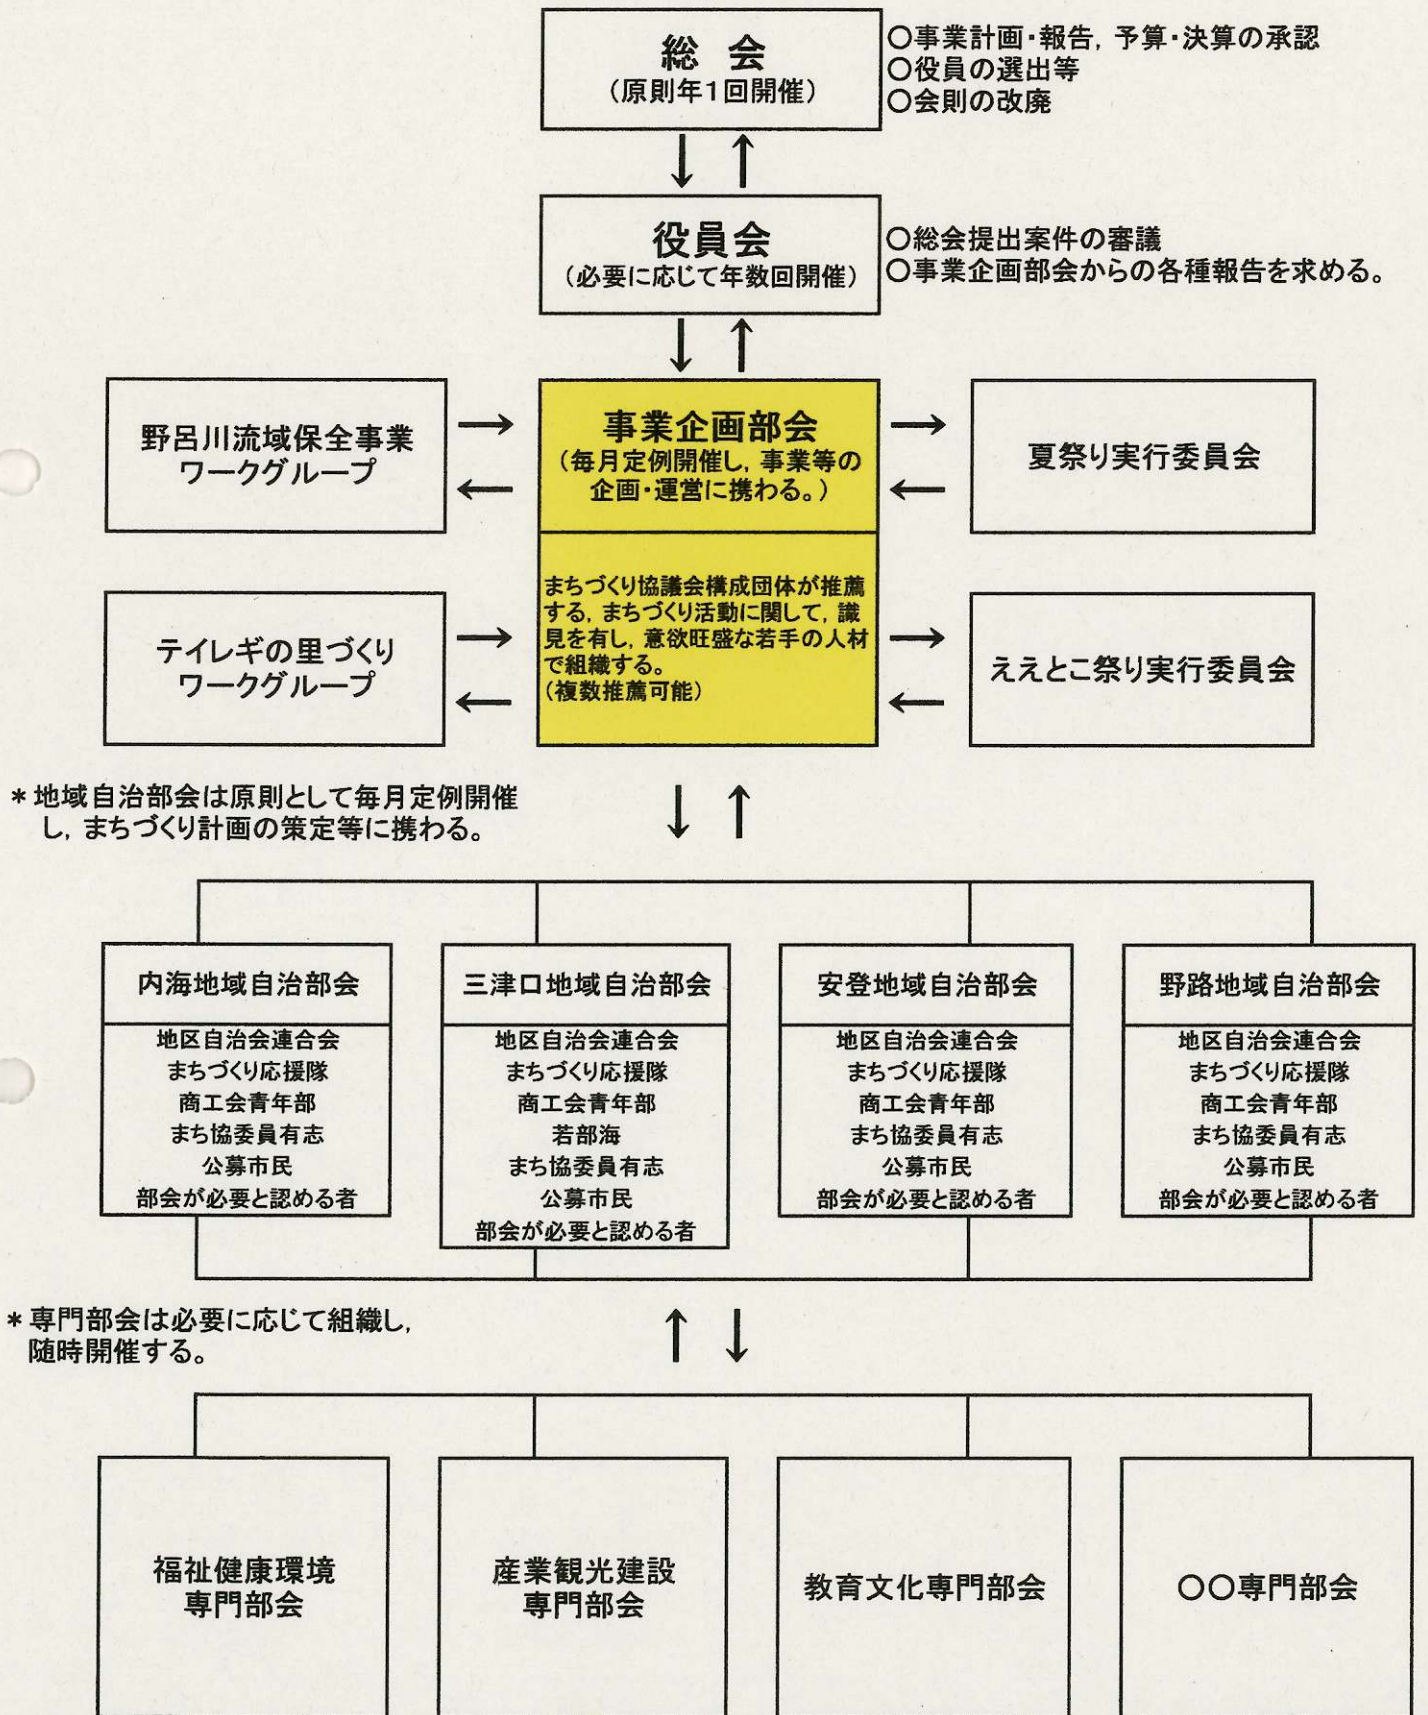 総 会
(原則年1回開催)
○事業計画・報告, 予算・決算の承認
○役員の選出等
○会則の改廃
↓ ↑
役員会
(必要に応じて年数回開催)
○総会提出案件の審議
○事業企画部会からの各種報告を求める。
↓ ↑
野呂川流域保全事業
ワークグループ
→
←
事業企画部会
(毎月定例開催し, 事業等の
企画・運営に携わる。)
→
←
夏祭り実行委員会
テイレギの里づくり
ワークグループ
→
←
まちづくり協議会構成団体が推薦
する, まちづくり活動に関して, 識
見を有し, 意欲旺盛な若手の人材
で組織する。
(複数推薦可能)
→
←
ええとこ祭り実行委員会
*地域自治部会は原則として毎月定例開催
し, まちづくり計画の策定等に携わる。
↓ ↑
内海地域自治部会
地区自治会連合会
まちづくり応援隊
商工会青年部
まち協委員有志
公募市民
部会が必要と認める者
三津口地域自治部会
地区自治会連合会
まちづくり応援隊
商工会青年部
若部海
まち協委員有志
公募市民
部会が必要と認める者
安登地域自治部会
地区自治会連合会
まちづくり応援隊
商工会青年部
まち協委員有志
公募市民
部会が必要と認める者
野路地域自治部会
地区自治会連合会
まちづくり応援隊
商工会青年部
まち協委員有志
公募市民
部会が必要と認める者
*専門部会は必要に応じて組織し,
随時開催する。
↑ ↓
福祉健康環境
専門部会
産業観光建設
専門部会
教育文化専門部会
○○専門部会